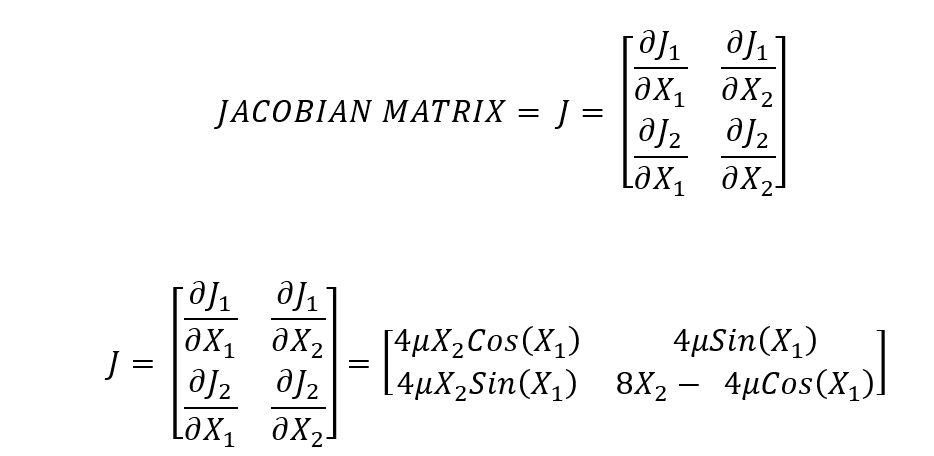 JACOBIAN MATRIX = J = [∂J₁/∂X₁ ∂J₁/∂X₂
∂J₂/∂X₁ ∂J₂/∂X₂]
J = [∂J₁/∂X₁ ∂J₁/∂X₂
∂J₂/∂X₁ ∂J₂/∂X₂] = [4μX₂Cos(X₁) 4μSin(X₁)
4μX₂Sin(X₁) 8X₂ − 4μCos(X₁)]